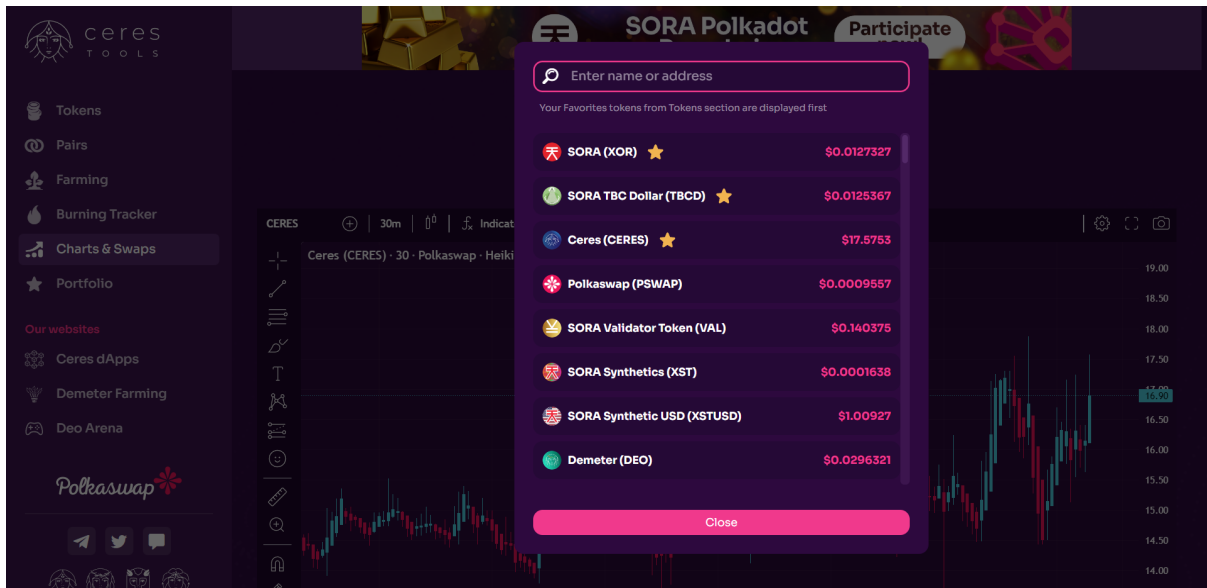 ceres
TOOLS
Tokens
Pairs
Farming
Burning Tracker
Charts & Swaps
Portfolio
Our websites
Ceres dApps
Demeter Farming
Deo Arena
Polkaswap
SORA Polkadot
Participate
Enter name or address
Your Favorites tokens from Tokens section are displayed first
SORA (XOR) $0.0127327
SORA TBC Dollar (TBCD) $0.0125367
Ceres (CERES) $17.5753
Polkaswap (PSWAP) $0.0009557
SORA Validator Token (VAL) $0.140375
SORA Synthetics (XST) $0.0001638
SORA Synthetic USD (XSTUSD) $1.00927
Demeter (DEO) $0.0296321
Close
CERES 30m fx Indicat
Ceres (CERES) · 30 · Polkaswap · Heiki
19.00
18.50
18.00
17.50
16.90
16.50
16.00
15.50
15.00
14.50
14.00